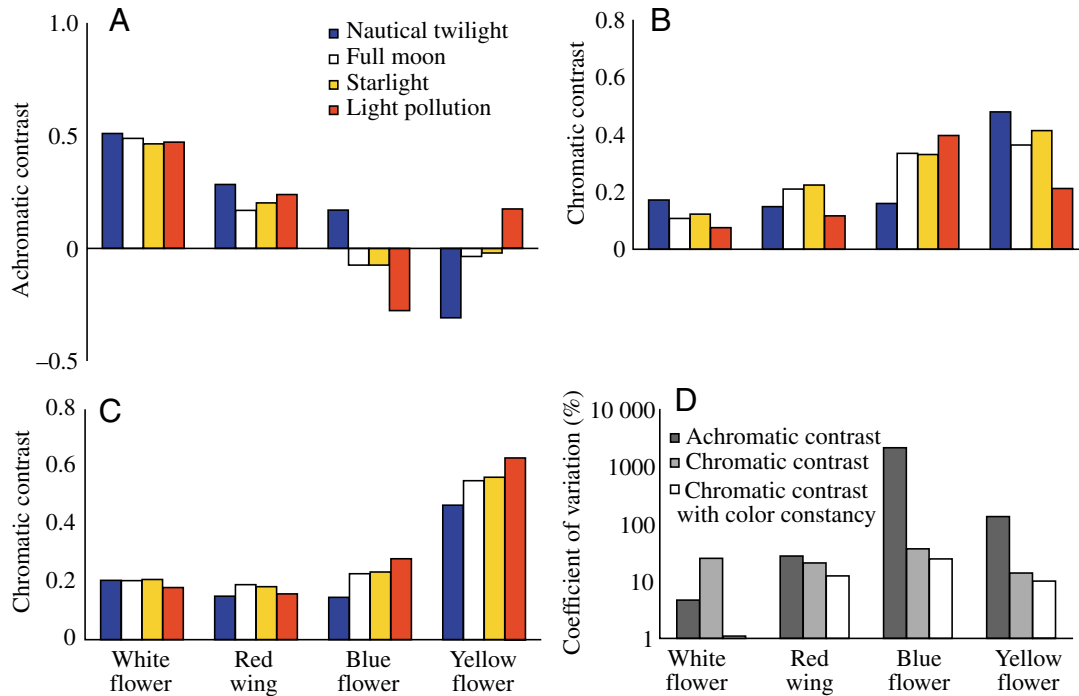 A
1.0
0.5
0
–0.5
Achromatic contrast
Nautical twilight
Full moon
Starlight
Light pollution
B
0.8
0.6
0.4
0.2
0
Chromatic contrast
C
0.8
0.6
0.4
0.2
0
Chromatic contrast
White
flower
Red
wing
Blue
flower
Yellow
flower
D
10 000
1000
100
10
1
Coefficient of variation (%)
Achromatic contrast
Chromatic contrast
Chromatic contrast
with color constancy
White
flower
Red
wing
Blue
flower
Yellow
flower